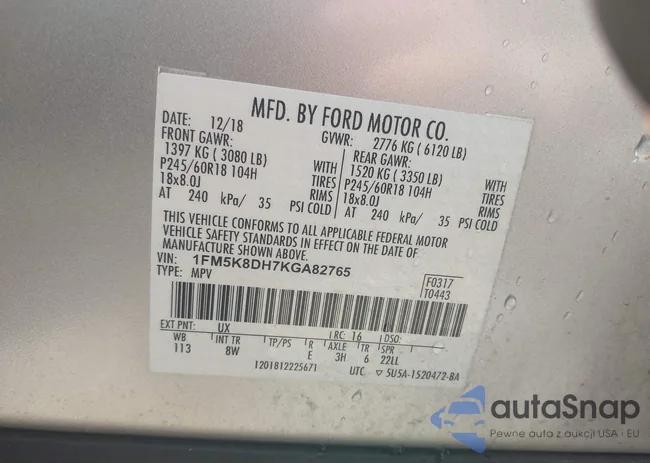 MFD. BY FORD MOTOR CO.
DATE: 12/18 GVWR: 2776 KG ( 6120 LB)
FRONT GAWR: REAR GAWR:
1397 KG ( 3080 LB) WITH 1520 KG ( 3350 LB) WITH
P245/60R18 104H TIRES P245/60R18 104H TIRES
18x8.0J RIMS 18x8.0J RIMS
AT 240 kPa/ 35 PSI COLD AT 240 kPa/ 35 PSI COLD
THIS VEHICLE CONFORMS TO ALL APPLICABLE FEDERAL MOTOR
VEHICLE SAFETY STANDARDS IN EFFECT ON THE DATE OF
MANUFACTURE SHOWN ABOVE.
VIN: 1FM5K8DH7KGA82765
TYPE: MPV
F0317
T0443
EXT PNT: UX RC: 16 DSO:
WB INT TR TP/PS R AXLE TR SPR
113 8W E 3H 6 22LL
1201812225671 UTC ▽ 5U5A-1520472-BA
autaSnap
Pewne auta z aukcji USA i EU